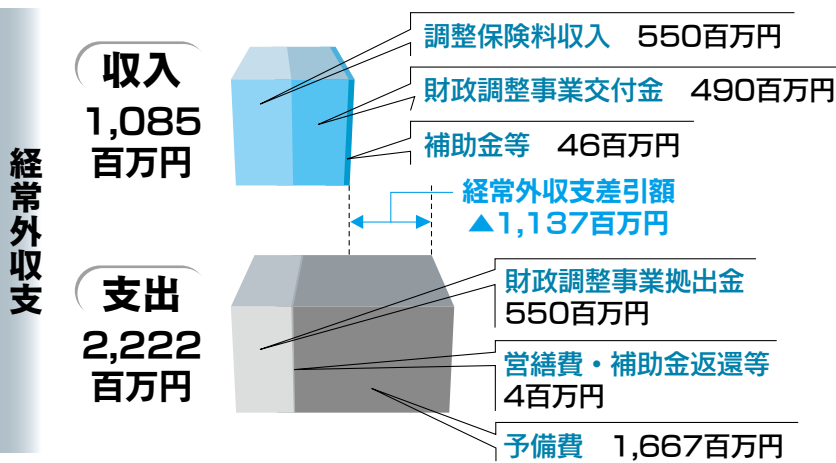 経常外収支
収入
1,085
百万円
調整保険料収入 550百万円
財政調整事業交付金 490百万円
補助金等 46百万円
経常外収支差引額
▲1,137百万円
支出
2,222
百万円
財政調整事業拠出金
550百万円
営繕費・補助金返還等
4百万円
予備費 1,667百万円